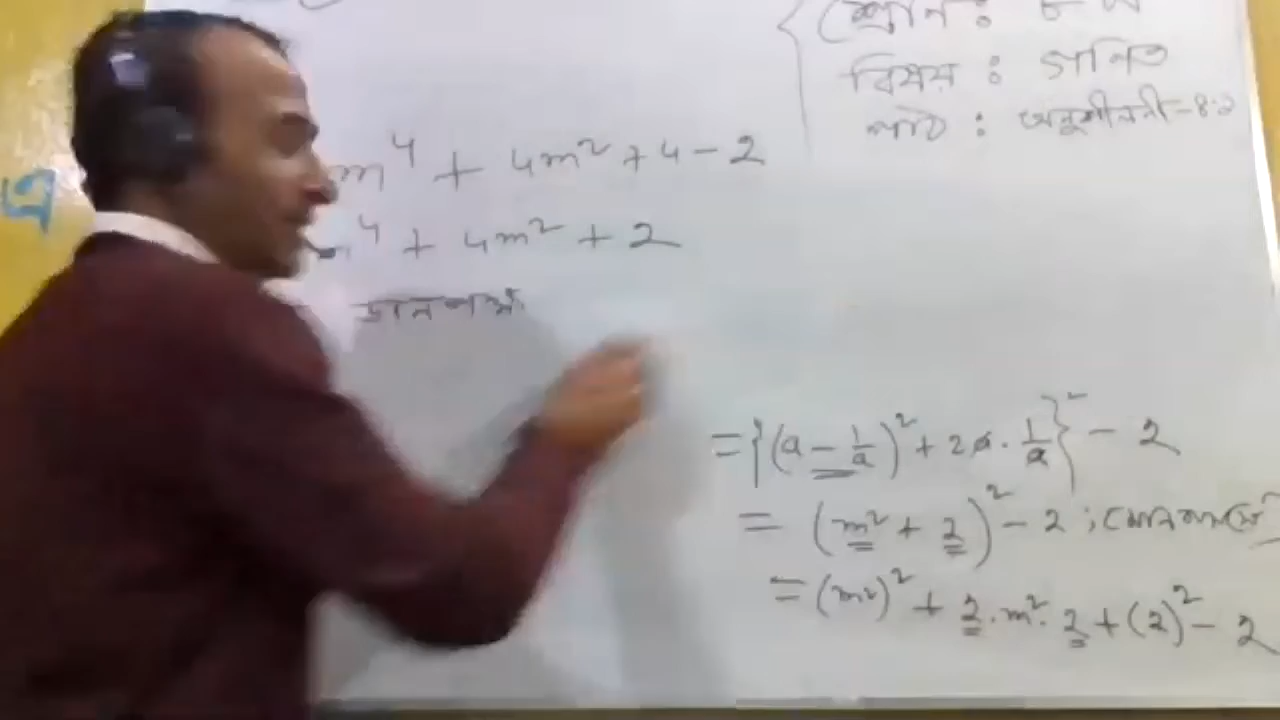 শ্রেণি : ৮ম
বিষয় : গণিত
পাঠ : অনুশীলনী-৪.১
m⁴ + 4m² + 4 - 2
m⁴ + 4m² + 2
ডানপক্ষ
= {(a - 1/a)² + 2a · 1/a}² - 2
= (m² + 2)² - 2 ;
= (m²)² + 2·m²·2 + (2)² - 2